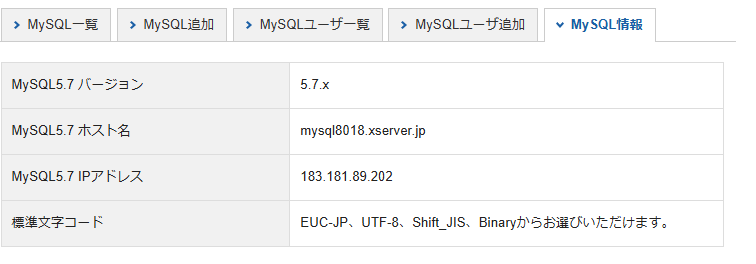 MySQL一覧 MySQL追加 MySQLユーザ一覧 MySQLユーザ追加 MySQL情報
MySQL5.7 バージョン 5.7.x
MySQL5.7 ホスト名 mysql8018.xserver.jp
MySQL5.7 IPアドレス 183.181.89.202
標準文字コード EUC-JP、UTF-8、Shift_JIS、Binaryからお選びいただけます。